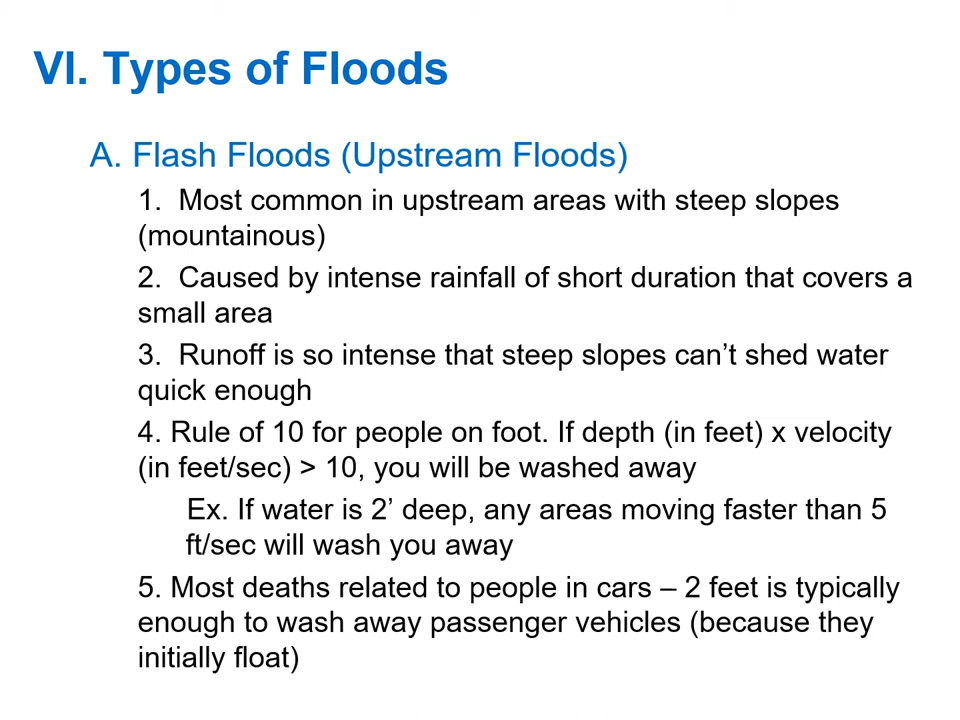 VI. Types of Floods
A. Flash Floods (Upstream Floods)
1. Most common in upstream areas with steep slopes
(mountainous)
2. Caused by intense rainfall of short duration that covers a
small area
3. Runoff is so intense that steep slopes can’t shed water
quick enough
4. Rule of 10 for people on foot. If depth (in feet) x velocity
(in feet/sec) > 10, you will be washed away
Ex. If water is 2’ deep, any areas moving faster than 5
ft/sec will wash you away
5. Most deaths related to people in cars – 2 feet is typically
enough to wash away passenger vehicles (because they
initially float)